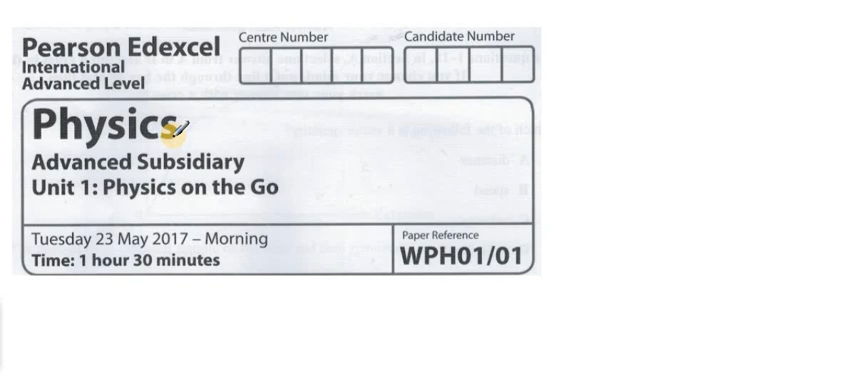 Pearson Edexcel
International
Advanced Level
Centre Number
Candidate Number
Physics
Advanced Subsidiary
Unit 1: Physics on the Go
Tuesday 23 May 2017 – Morning
Time: 1 hour 30 minutes
Paper Reference
WPH01/01